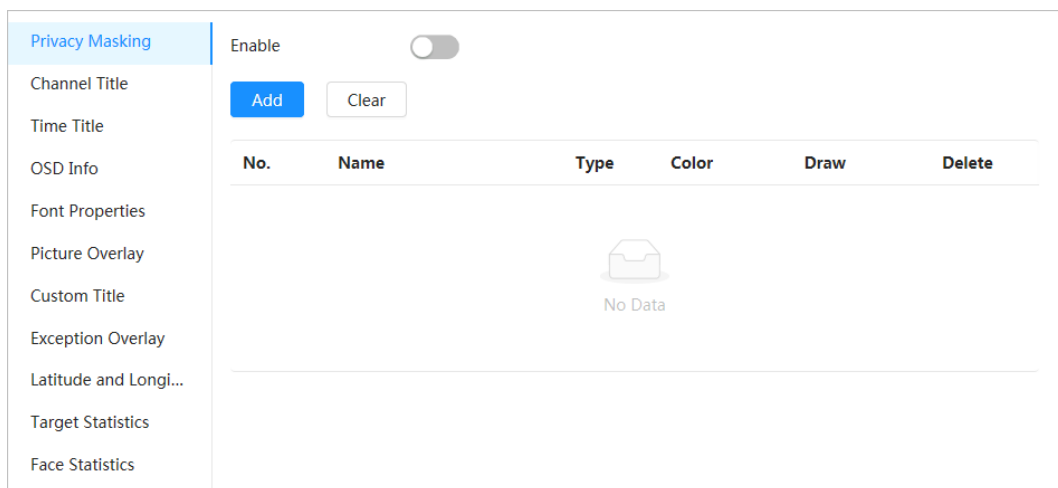 Privacy Masking
Channel Title
Time Title
OSD Info
Font Properties
Picture Overlay
Custom Title
Exception Overlay
Latitude and Longi...
Target Statistics
Face Statistics
Enable
Add Clear
No. Name Type Color Draw Delete
No Data